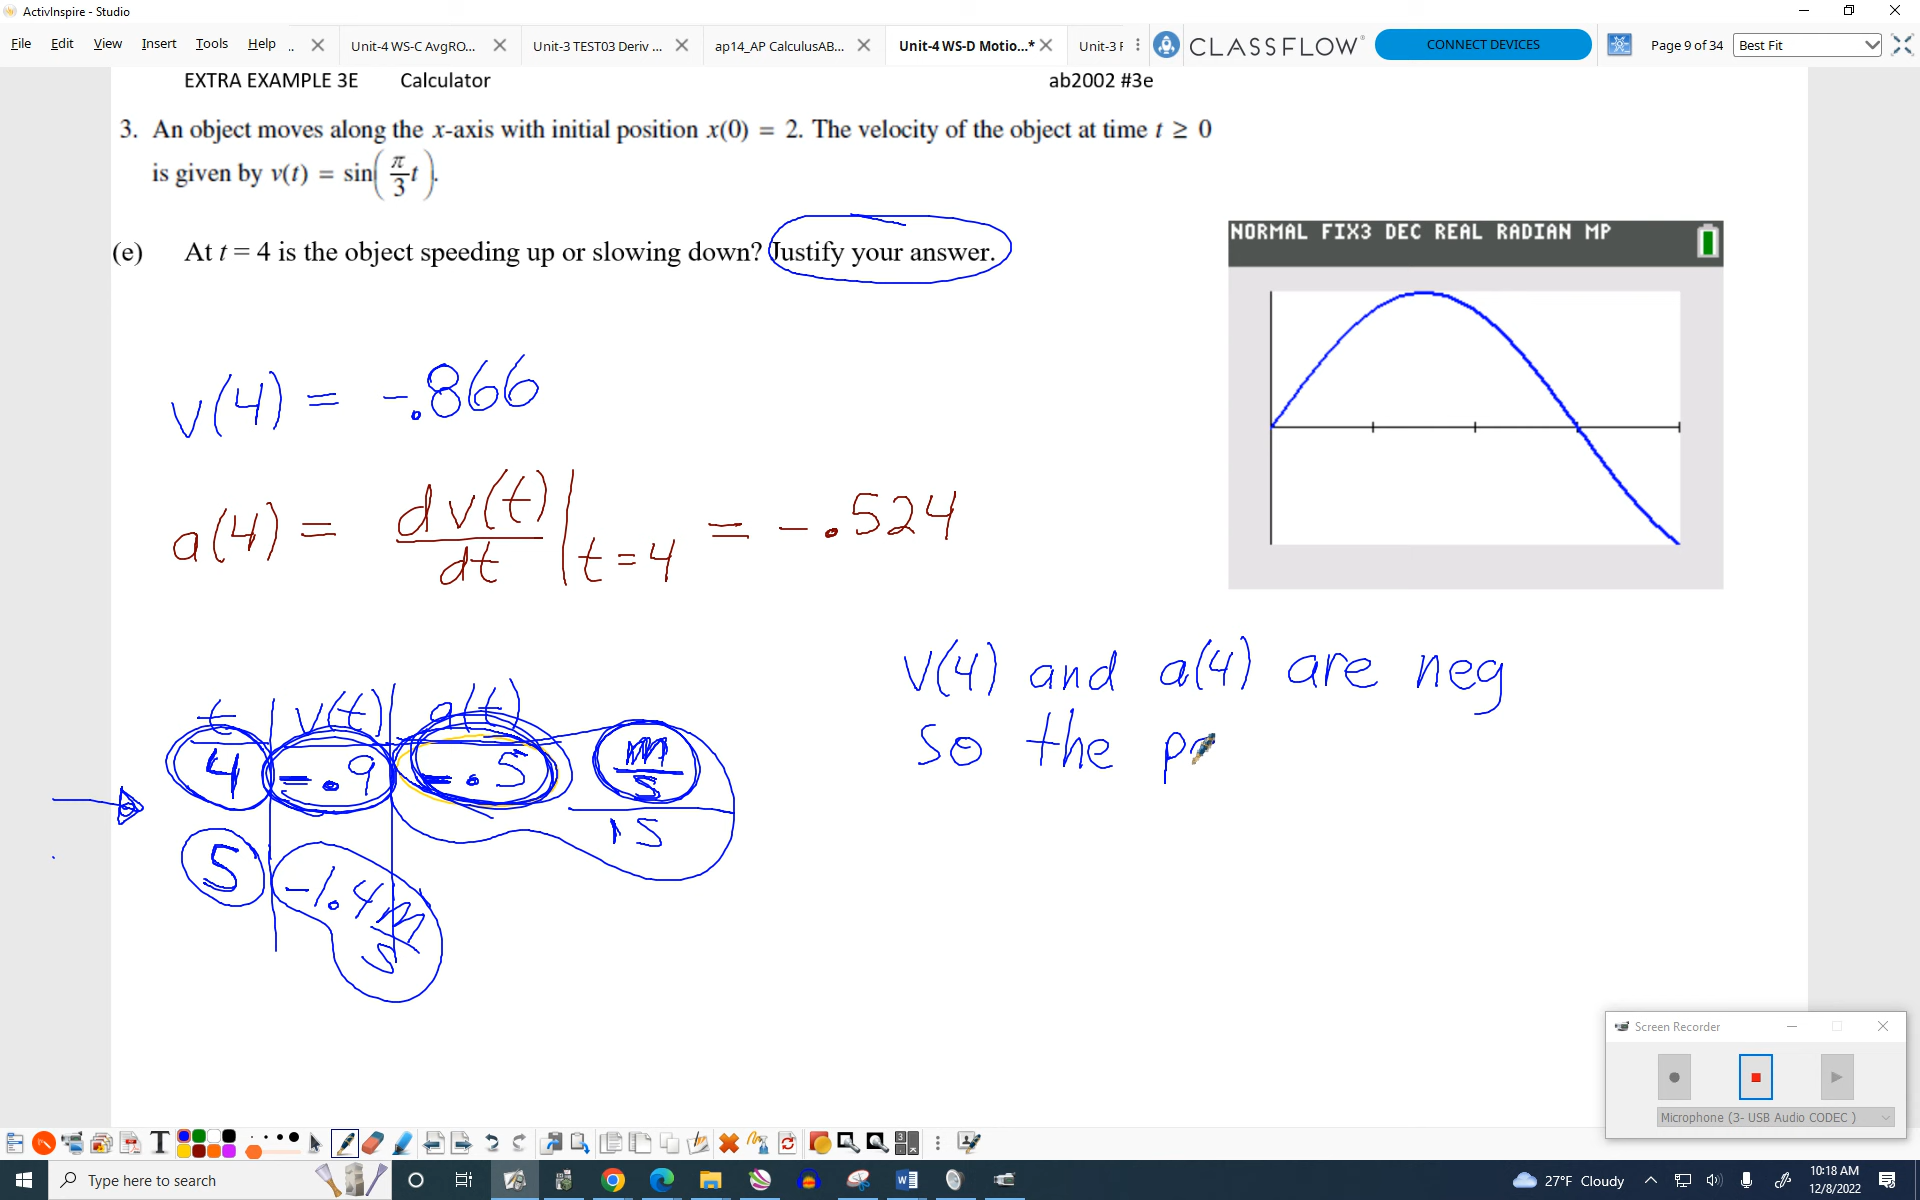 ActivInspire - Studio
File Edit View Insert Tools Help .. Unit-4 WS-C AvgRO... Unit-3 TEST03 Deriv ... ap14_AP CalculusAB... Unit-4 WS-D Motio...* Unit-3 F CLASSFLOW CONNECT DEVICES Page 9 of 34 Best Fit
EXTRA EXAMPLE 3E Calculator ab2002 #3e
3. An object moves along the x-axis with initial position x(0) = 2. The velocity of the object at time t ≥ 0
is given by v(t) = sin(π/3 t).
NORMAL FIX3 DEC REAL RADIAN MP
(e) At t = 4 is the object speeding up or slowing down? Justify your answer.
v(4) = -.866
a(4) = dv(t)/dt | t=4 = -.524
v(4) and a(4) are neg
so the p
t v(t) a(t)
4 -.9 -.5 m/s
1s
5 -1.4 m/s
Screen Recorder
Microphone (3- USB Audio CODEC )
T
Type here to search
27°F Cloudy
10:18 AM
12/8/2022